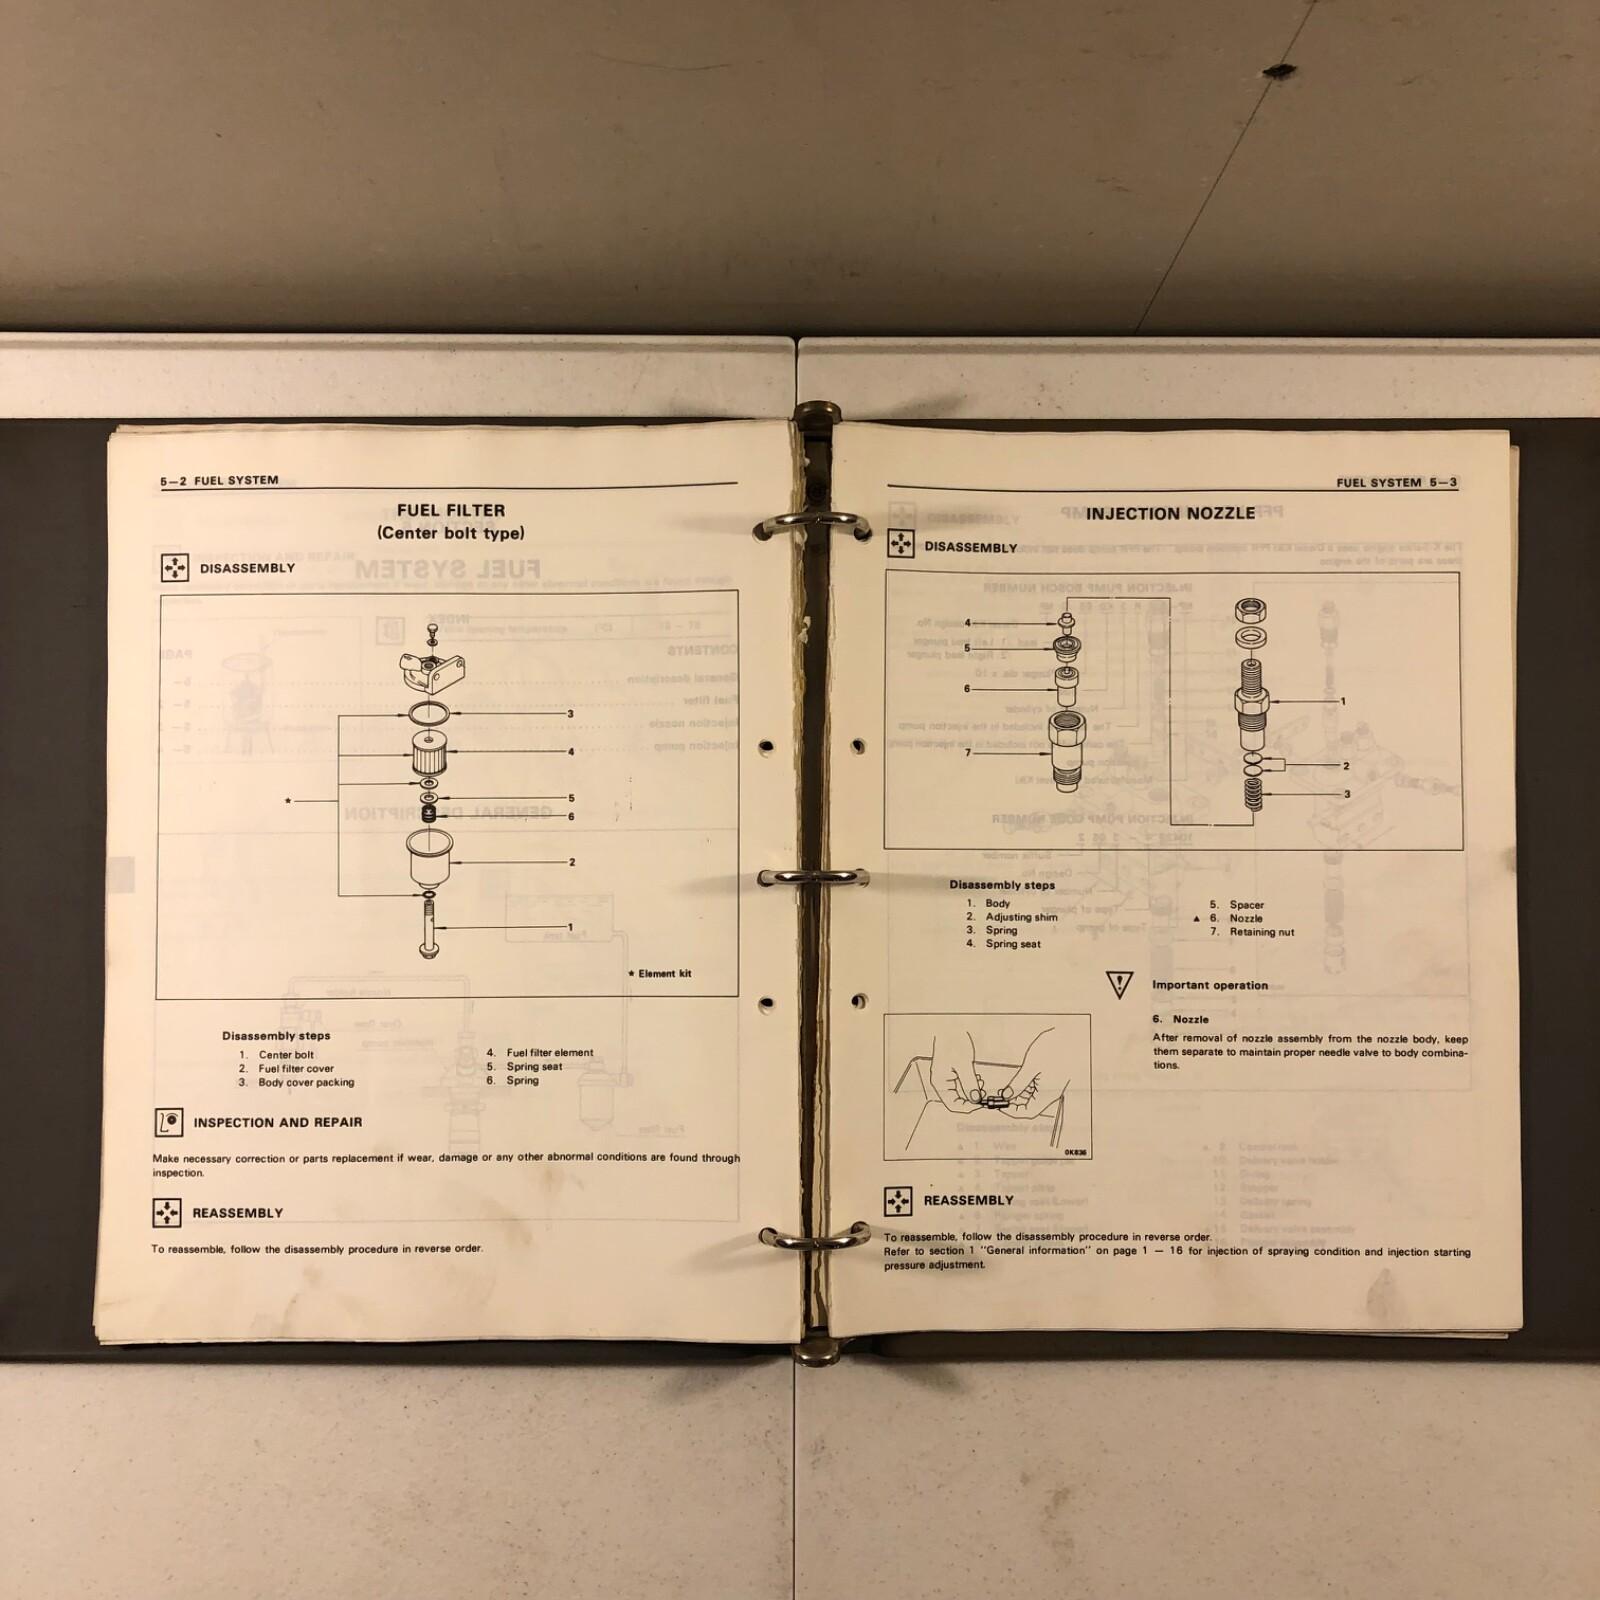 5—2 FUEL SYSTEM
FUEL FILTER
(Center bolt type)
DISASSEMBLY
3
4
5
6
2
1
★
★ Element kit
Disassembly steps
1. Center bolt
2. Fuel filter cover
3. Body cover packing
4. Fuel filter element
5. Spring seat
6. Spring
INSPECTION AND REPAIR
Make necessary correction or parts replacement if wear, damage or any other abnormal conditions are found through
inspection.
REASSEMBLY
To reassemble, follow the disassembly procedure in reverse order.
FUEL SYSTEM 5—3
INJECTION NOZZLE
DISASSEMBLY
4
5
6
7
1
2
3
Disassembly steps
1. Body
2. Adjusting shim
3. Spring
4. Spring seat
5. Spacer
▲ 6. Nozzle
7. Retaining nut
Important operation
6. Nozzle
After removal of nozzle assembly from the nozzle body, keep
them separate to maintain proper needle valve to body combina-
tions.
0K836
REASSEMBLY
To reassemble, follow the disassembly procedure in reverse order.
Refer to section 1 "General information" on page 1 — 16 for injection of spraying condition and injection starting
pressure adjustment.